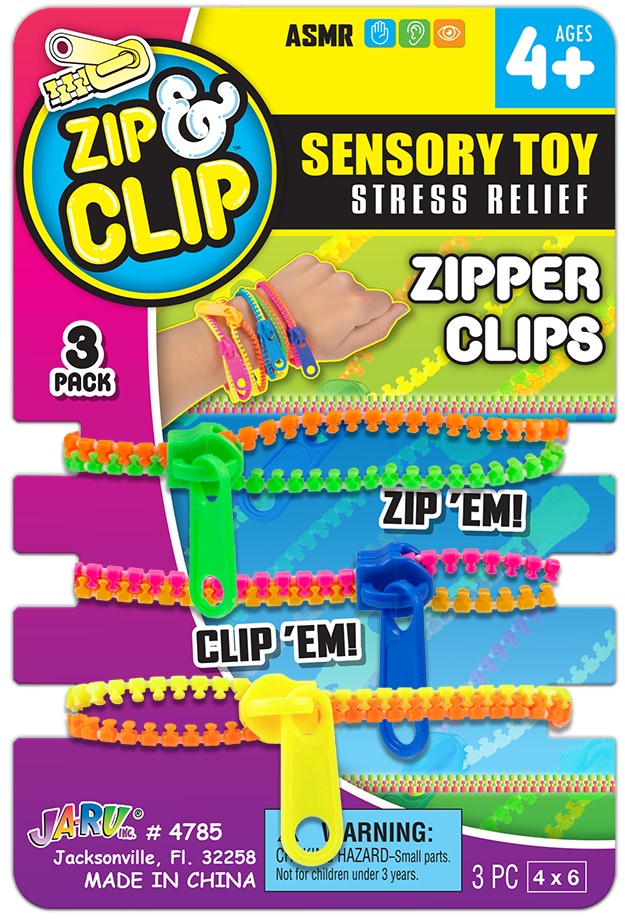 ASMR
AGES
4+
ZIP &
CLIP
™
SENSORY TOY
STRESS RELIEF
ZIPPER
CLIPS
3
PACK
ZIP 'EM!
CLIP 'EM!
JA-RU INC.® # 4785
Jacksonville, Fl. 32258
MADE IN CHINA
WARNING:
CHOKING HAZARD–Small parts.
Not for children under 3 years.
3 PC 4 x 6